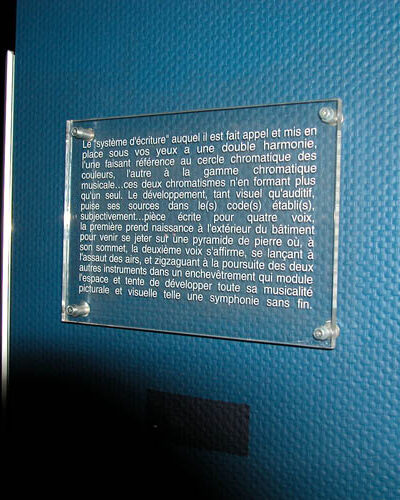 Le "système d'écriture" auquel il est fait appel et mis en
place sous vos yeux a une double harmonie,
l'une faisant référence au cercle chromatique des
couleurs, l'autre à la gamme chromatique
musicale...ces deux chromatismes n'en formant plus
qu'un seul. Le développement, tant visuel qu'auditif,
puise ses sources dans le(s) code(s) établi(s),
subjectivement...pièce écrite pour quatre voix,
la première prend naissance à l'extérieur du bâtiment
pour venir se jeter sur une pyramide de pierre où, à
son sommet, la deuxième voix s'affirme, se lançant à
l'assaut des airs, et zigzaguant à la poursuite des deux
autres instruments dans un enchevêtrement qui module
l'espace et tente de développer toute sa musicalité
picturale et visuelle telle une symphonie sans fin.